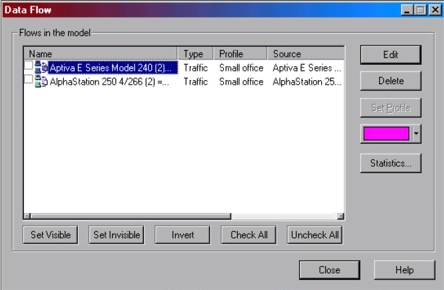 Data Flow
Flows in the model
Name Type Profile Source
Aptiva E Series Model 240 (2)... Traffic Small office Aptiva E Series ...
AlphaStation 250 4/266 (2) =... Traffic Small office AlphaStation 25...
Edit
Delete
Set Profile
Statistics...
Set Visible Set Invisible Invert Check All Uncheck All
Close Help